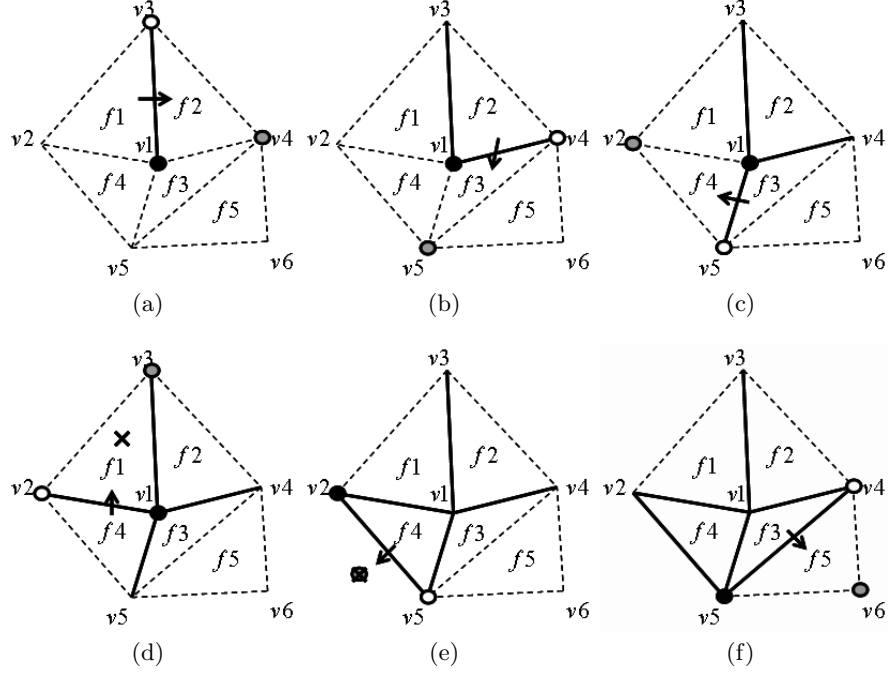 v3
f1 f2
v2 v1 v4
f4 f3
f5
v5 v6
(a)
v3
f1 f2
v2 v1 v4
f4 f3
f5
v5 v6
(b)
v3
f1 f2
v2 v1 v4
f4 f3
f5
v5 v6
(c)
v3
f1 f2
v2 v1 v4
f4 f3
f5
v5 v6
(d)
v3
f1 f2
v2 v1 v4
f4 f3
f5
v5 v6
(e)
v3
f1 f2
v2 v1 v4
f4 f3
f5
v5 v6
(f)